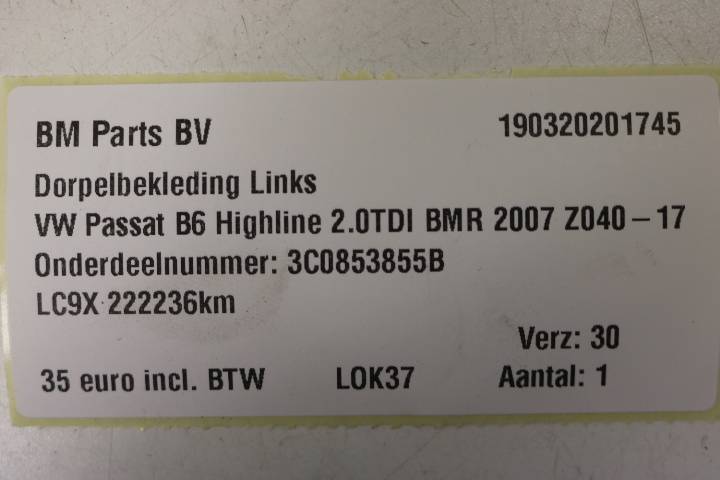 BM Parts BV 190320201745
Dorpelbekleding Links
VW Passat B6 Highline 2.0TDI BMR 2007 Z040-17
Onderdeelnummer: 3C0853855B
LC9X 222236km
Verz: 30
35 euro incl. BTW LOK37 Aantal: 1